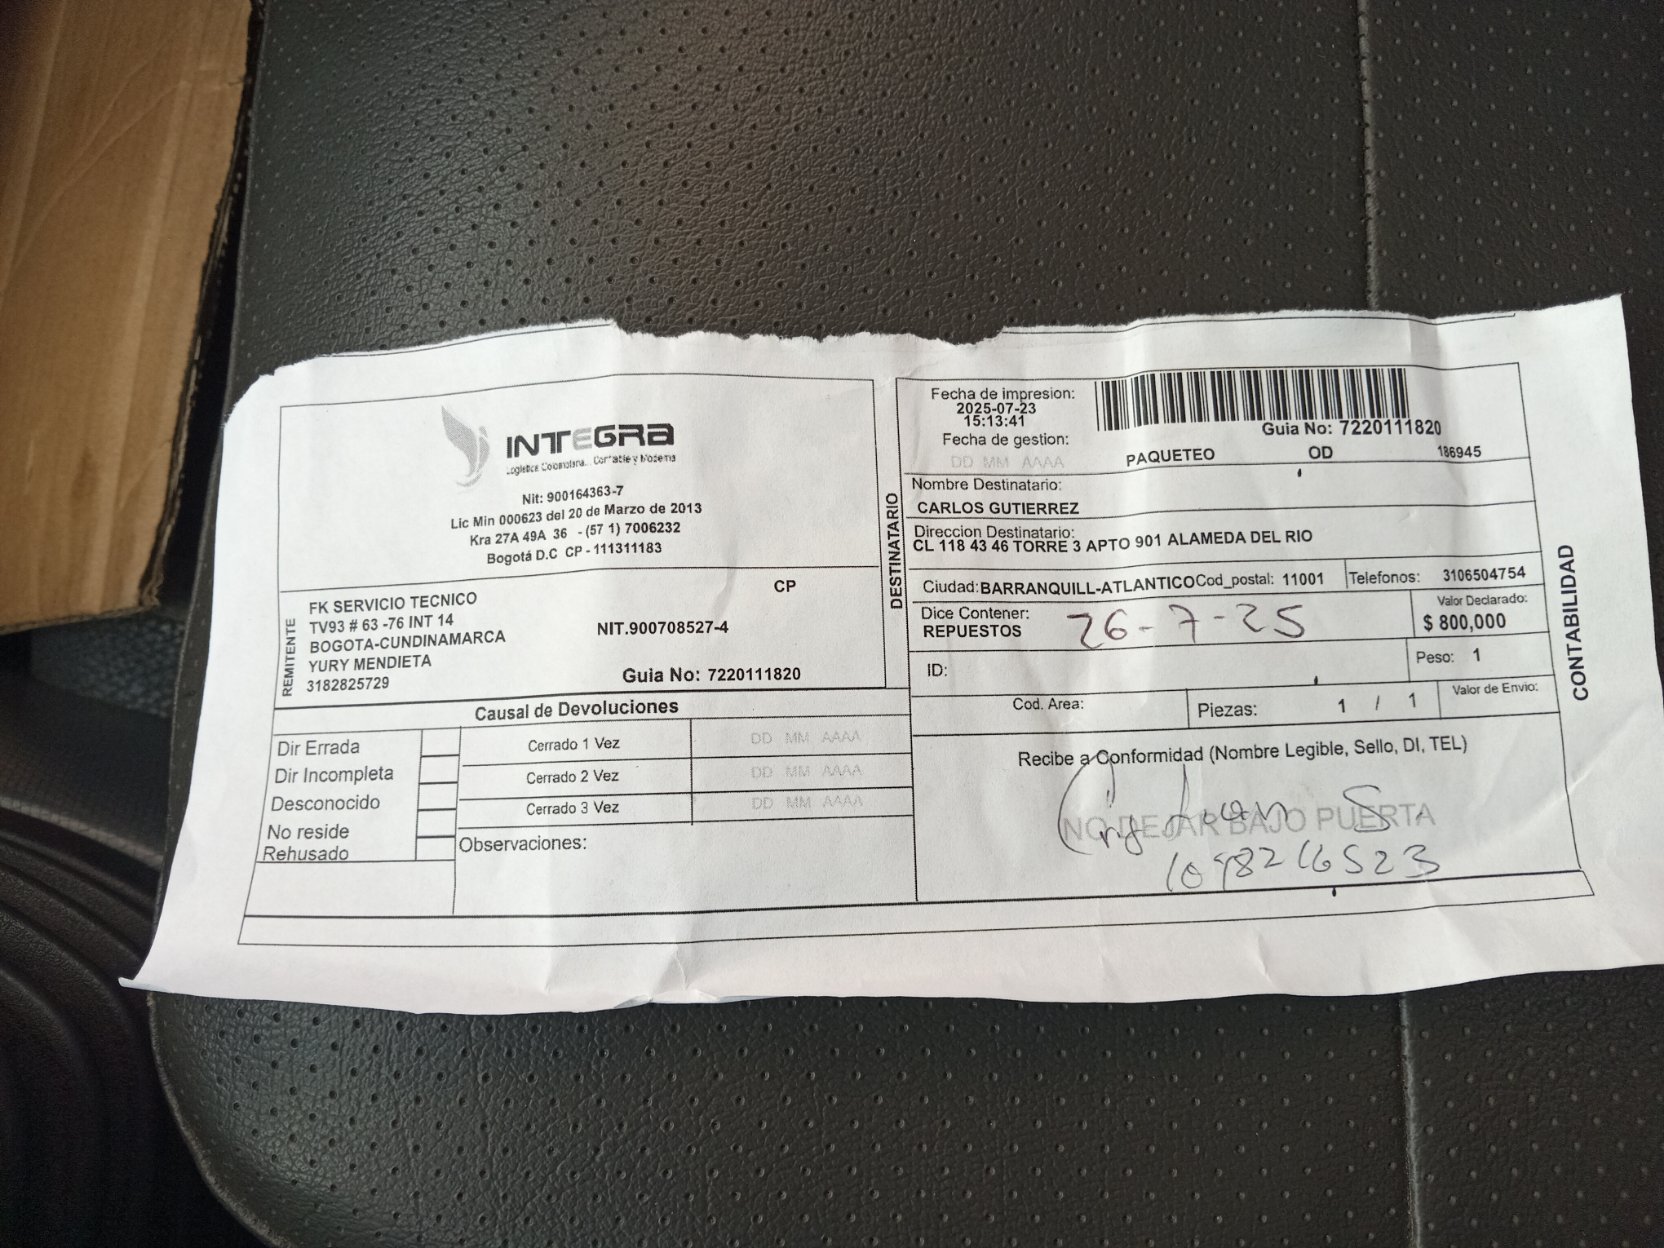 INTEGRA
Nit: 900164363-7
Lic Min 000623 del 20 de Marzo de 2013
Kra 27A 49A 36 - (57 1) 7006232
Bogotá D.C CP - 111311183
REMITENTE
CP
FK SERVICIO TECNICO
TV93 # 63 -76 INT 14
NIT.900708527-4
BOGOTA-CUNDINAMARCA
YURY MENDIETA
3182825729
Guia No: 7220111820
Causal de Devoluciones
Dir Errada
Dir Incompleta
Desconocido
No reside
Rehusado
Cerrado 1 Vez DD MM AAAA
Cerrado 2 Vez DD MM AAAA
Cerrado 3 Vez DD MM AAAA
Observaciones:
DESTINATARIO
Fecha de impresion:
2025-07-23
15:13:41
Fecha de gestion:
DD MM AAAA
Guia No: 7220111820
PAQUETEO OD 186945
Nombre Destinatario:
CARLOS GUTIERREZ
Direccion Destinatario:
CL 118 43 46 TORRE 3 APTO 901 ALAMEDA DEL RIO
Ciudad:BARRANQUILL-ATLANTICO Cod_postal: 11001 Telefonos: 3106504754
Dice Contener:
REPUESTOS
26-7-25
Valor Declarado:
$ 800,000
ID:
Peso: 1
Cod. Area:
Piezas: 1 / 1
Valor de Envio:
Recibe a Conformidad (Nombre Legible, Sello, DI, TEL)
NO DEJAR BAJO PUERTA
CONTABILIDAD